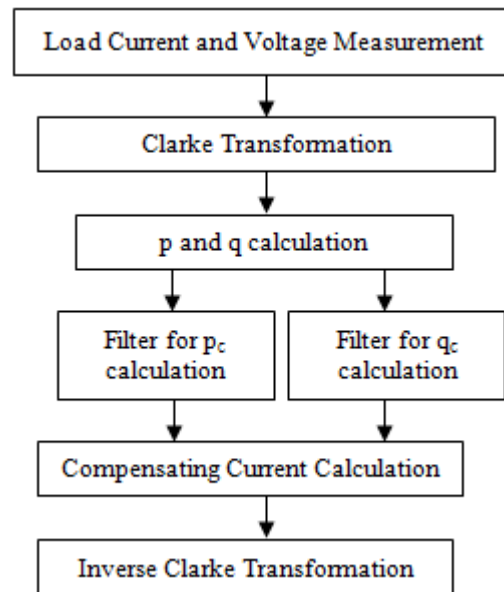 Load Current and Voltage Measurement
Clarke Transformation
p and q calculation
Filter for pc
calculation
Filter for qc
calculation
Compensating Current Calculation
Inverse Clarke Transformation